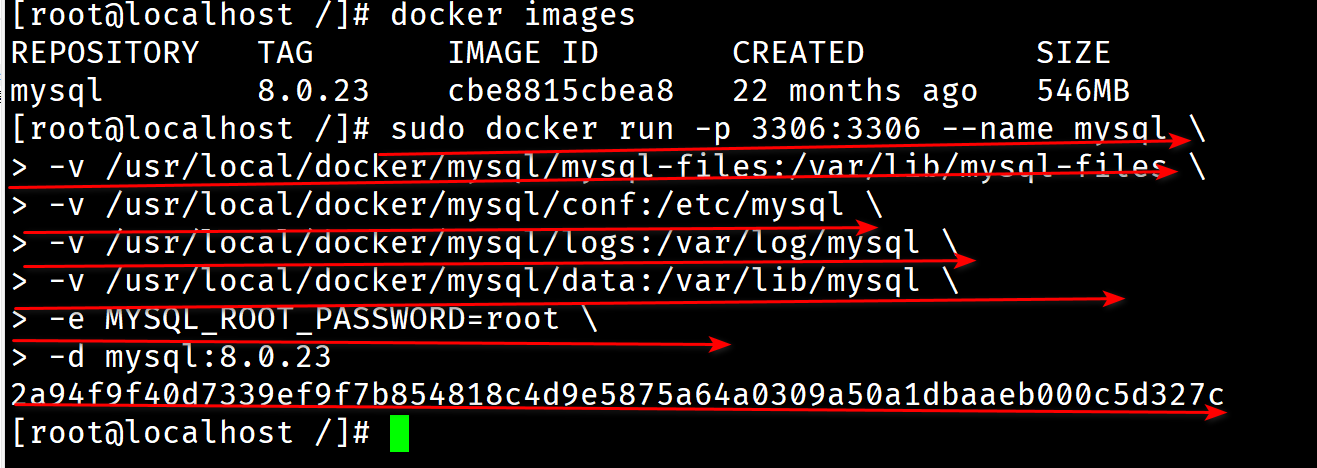 [root@localhost /]# docker images
REPOSITORY   TAG       IMAGE ID       CREATED         SIZE
mysql        8.0.23    cbe8815cbea8   22 months ago   546MB
[root@localhost /]# sudo docker run -p 3306:3306 --name mysql \
> -v /usr/local/docker/mysql/mysql-files:/var/lib/mysql-files \
> -v /usr/local/docker/mysql/conf:/etc/mysql \
> -v /usr/local/docker/mysql/logs:/var/log/mysql \
> -v /usr/local/docker/mysql/data:/var/lib/mysql \
> -e MYSQL_ROOT_PASSWORD=root \
> -d mysql:8.0.23
2a94f9f40d7339ef9f7b854818c4d9e5875a64a0309a50a1dbaaeb000c5d327c
[root@localhost /]#